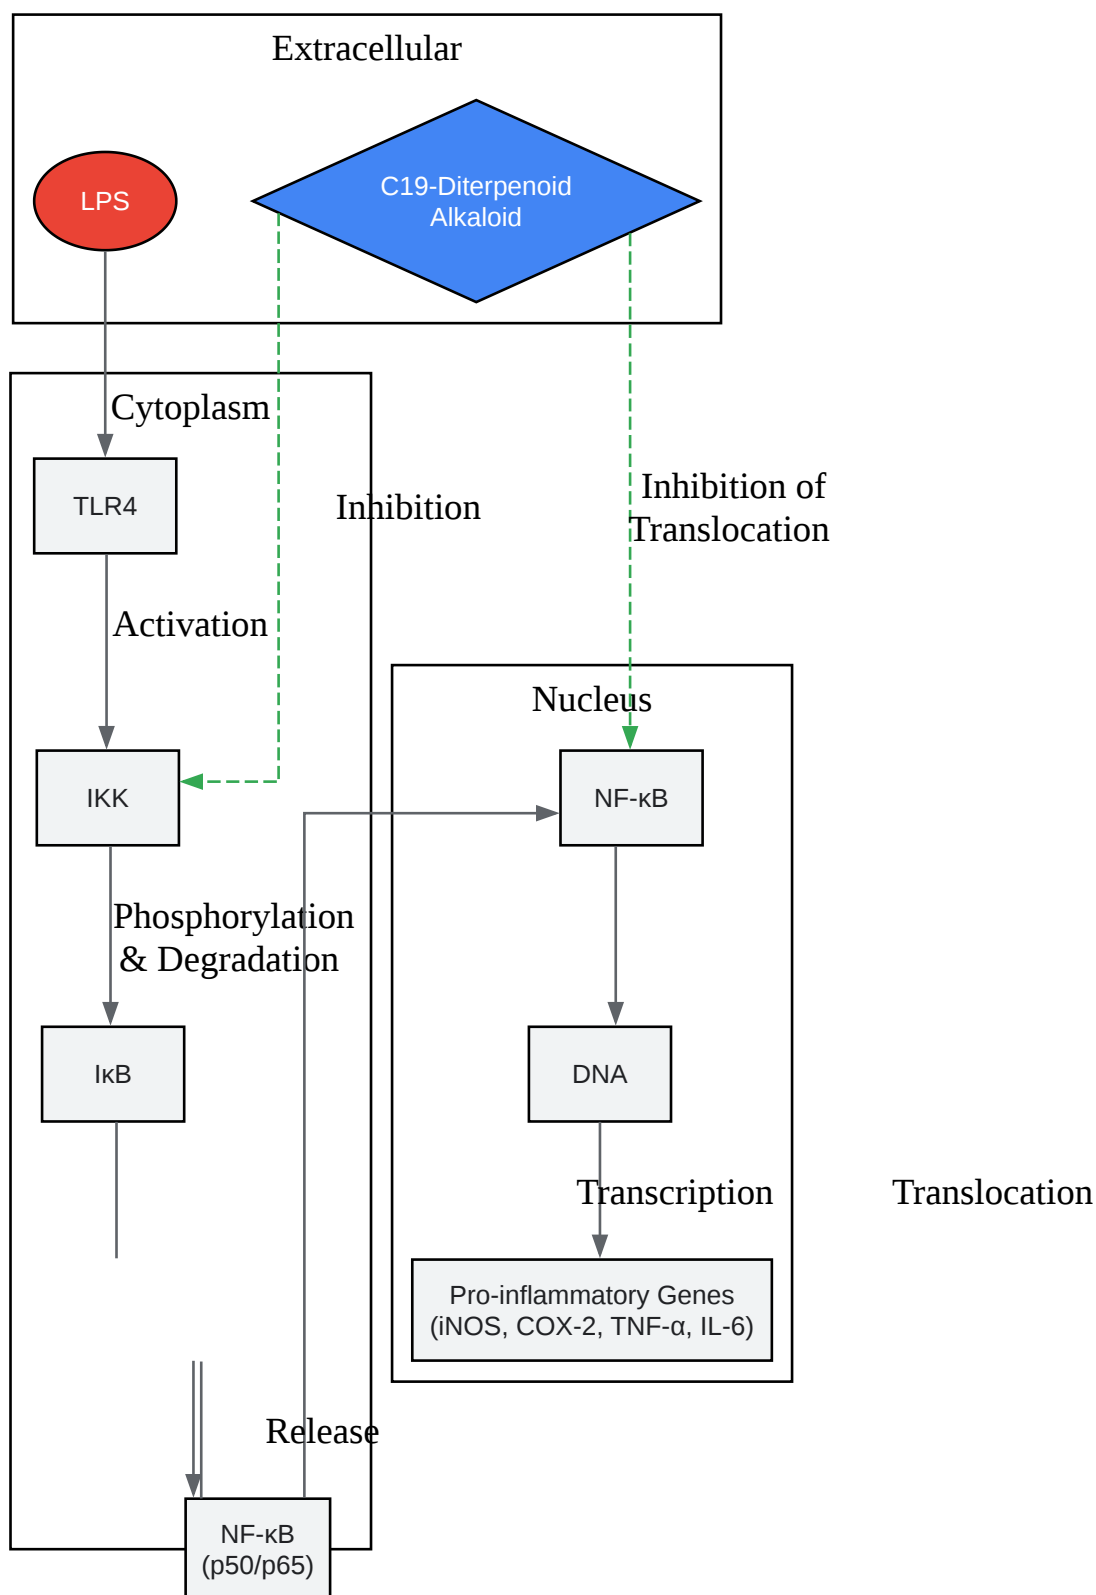 Extracellular
LPS
C19-Diterpenoid
Alkaloid
Cytoplasm
TLR4
Inhibition
Inhibition of
Translocation
Activation
Nucleus
IKK
NF-κB
Phosphorylation
& Degradation
IκB
DNA
Transcription
Translocation
Pro-inflammatory Genes
(iNOS, COX-2, TNF-α, IL-6)
Release
NF-κB
(p50/p65)